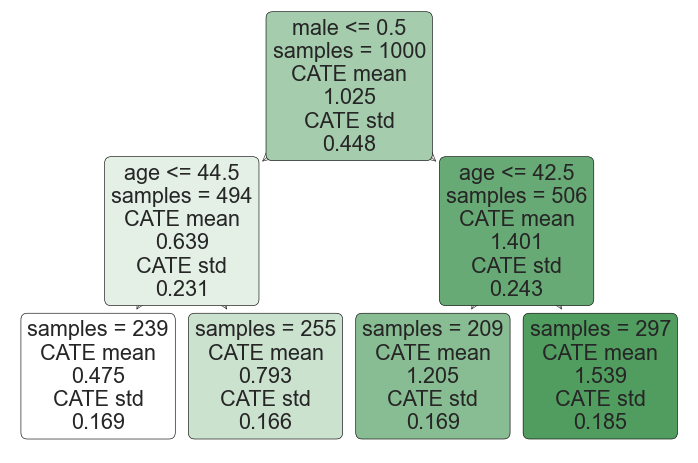 male <= 0.5
samples = 1000
CATE mean
1.025
CATE std
0.448
age <= 44.5
samples = 494
CATE mean
0.639
CATE std
0.231
age <= 42.5
samples = 506
CATE mean
1.401
CATE std
0.243
samples = 239
CATE mean
0.475
CATE std
0.169
samples = 255
CATE mean
0.793
CATE std
0.166
samples = 209
CATE mean
1.205
CATE std
0.169
samples = 297
CATE mean
1.539
CATE std
0.185